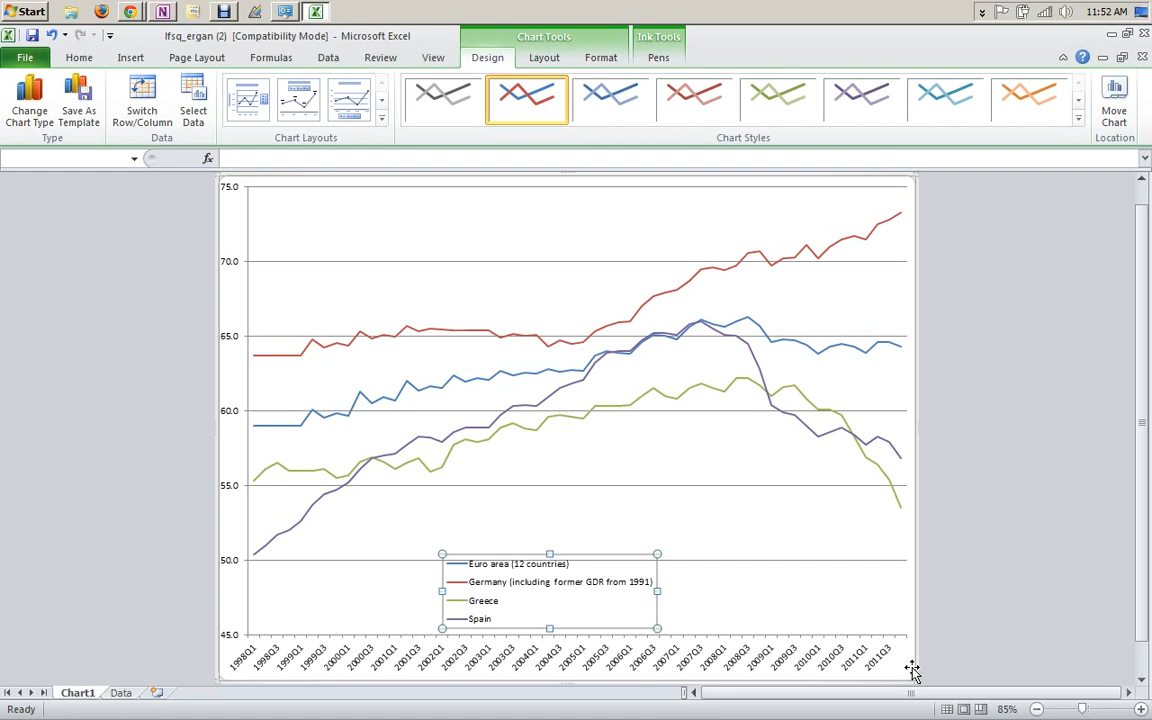 Start
11:52 AM
lfsq_ergan (2) [Compatibility Mode] - Microsoft Excel
Chart Tools
Ink Tools
File
Home
Insert
Page Layout
Formulas
Data
Review
View
Design
Layout
Format
Pens
Change
Chart Type
Save As
Template
Switch
Row/Column
Select
Data
Move
Chart
Type
Data
Chart Layouts
Chart Styles
Location
fx
75.0
70.0
65.0
60.0
55.0
50.0
45.0
Euro area (12 countries)
Germany (including former GDR from 1991)
Greece
Spain
1998Q1
1998Q3
1999Q1
1999Q3
2000Q1
2000Q3
2001Q1
2001Q3
2002Q1
2002Q3
2003Q1
2003Q3
2004Q1
2004Q3
2005Q1
2005Q3
2006Q1
2006Q3
2007Q1
2007Q3
2008Q1
2008Q3
2009Q1
2009Q3
2010Q1
2010Q3
2011Q1
2011Q3
Chart1
Data
Ready
85%